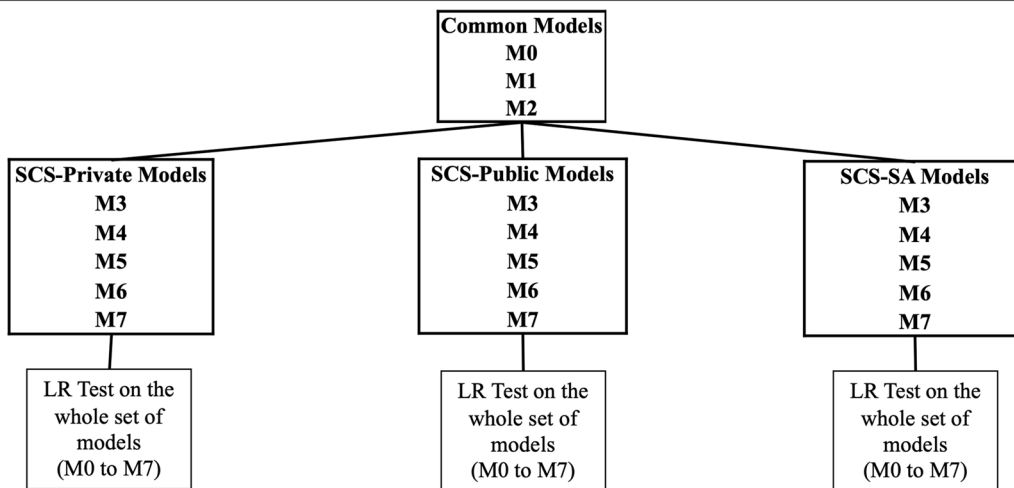 Common Models
M0
M1
M2
SCS-Private Models
M3
M4
M5
M6
M7
SCS-Public Models
M3
M4
M5
M6
M7
SCS-SA Models
M3
M4
M5
M6
M7
LR Test on the
whole set of
models
(M0 to M7)
LR Test on the
whole set of
models
(M0 to M7)
LR Test on the
whole set of
models
(M0 to M7)